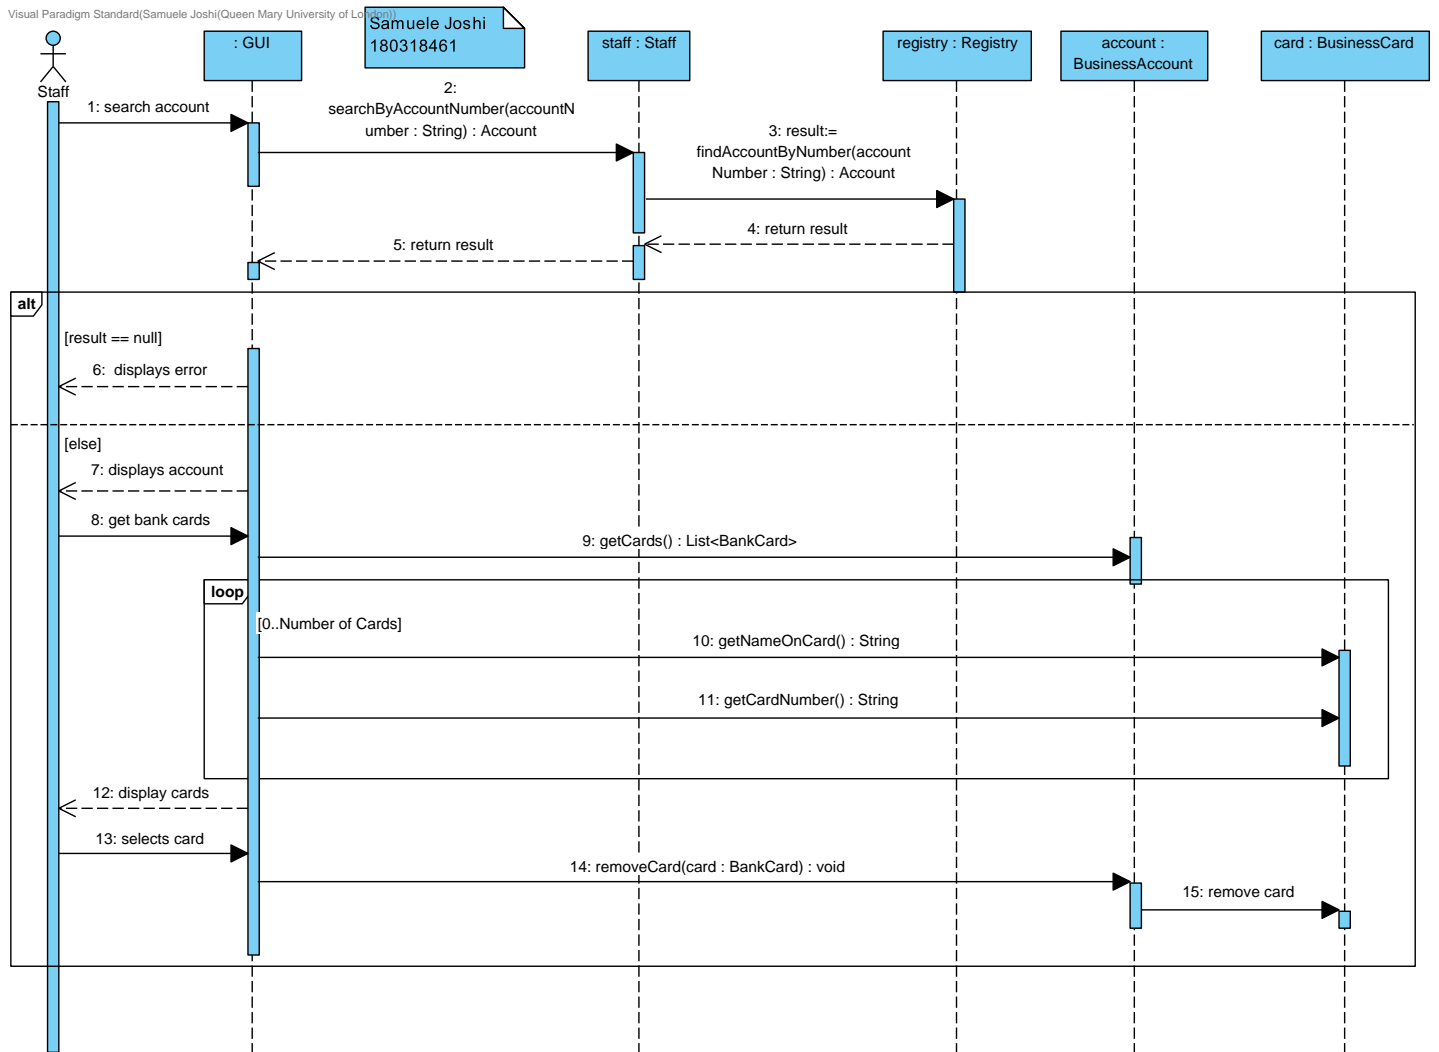 Visual Paradigm Standard(Samuele Joshi(Queen Mary University of London))
Samuele Joshi
180318461
Staff
: GUI
staff : Staff
registry : Registry
account :
BusinessAccount
card : BusinessCard
1: search account
2:
searchByAccountNumber(accountN
umber : String) : Account
3: result:=
findAccountByNumber(account
Number : String) : Account
4: return result
5: return result
alt
[result == null]
6:  displays error
[else]
7: displays account
8: get bank cards
9: getCards() : List<BankCard>
loop
[0..Number of Cards]
10: getNameOnCard() : String
11: getCardNumber() : String
12: display cards
13: selects card
14: removeCard(card : BankCard) : void
15: remove card